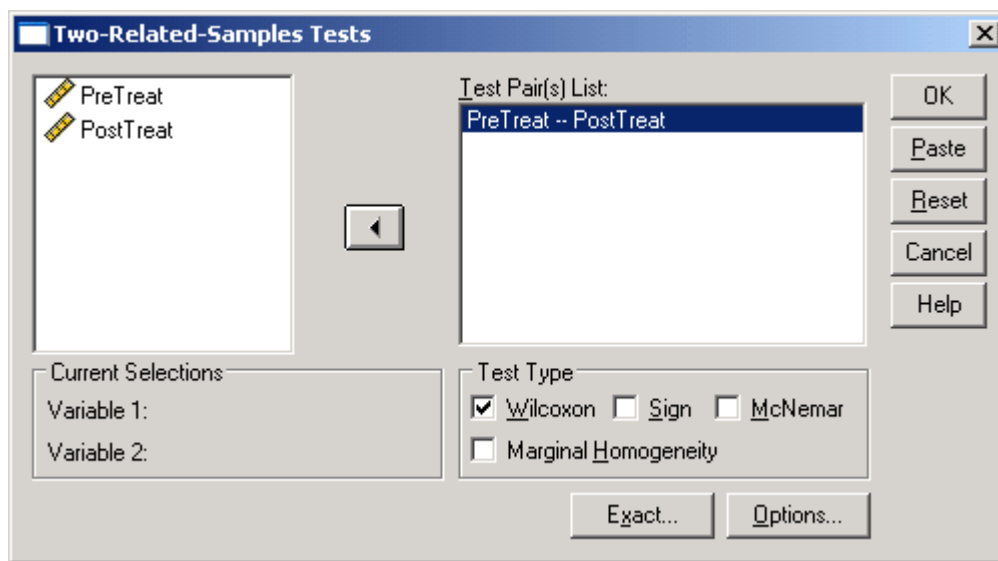 Two-Related-Samples Tests
PreTreat
PostTreat
Test Pair(s) List:
PreTreat -- PostTreat
OK
Paste
Reset
Cancel
Help
Current Selections
Variable 1:
Variable 2:
Test Type
Wilcoxon Sign McNemar
Marginal Homogeneity
Exact... Options...